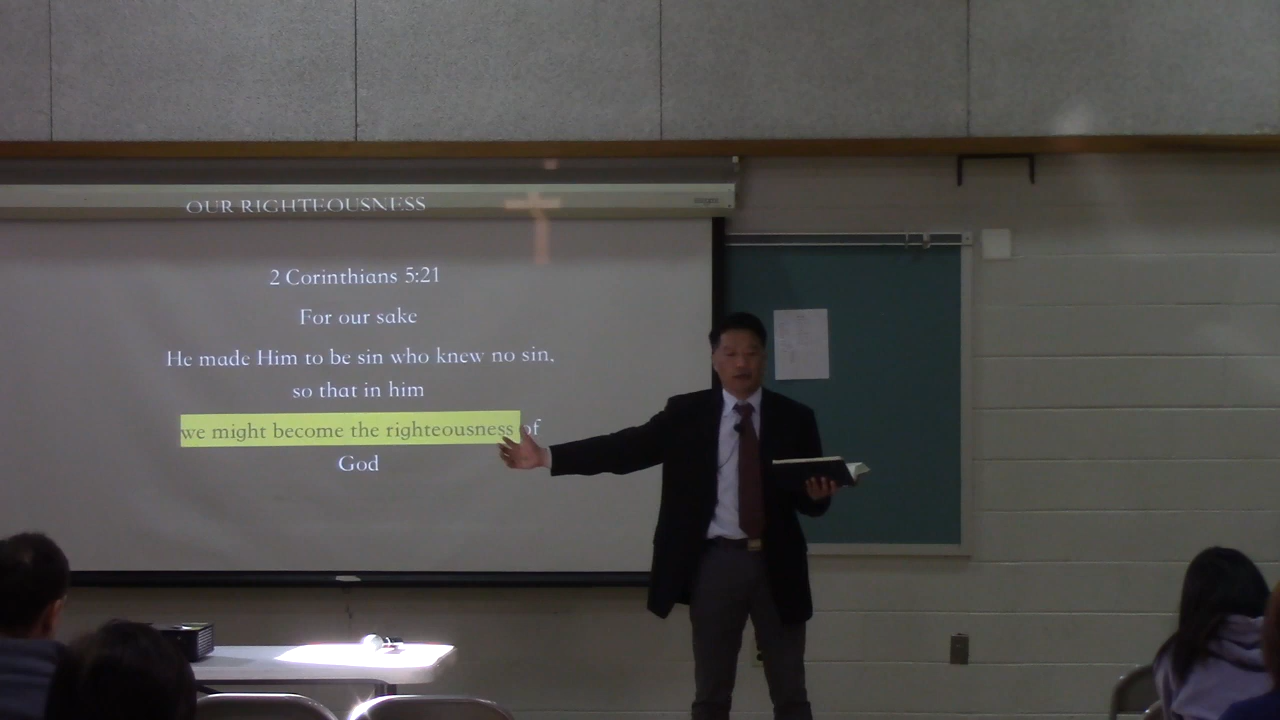 OUR RIGHTEOUSNESS
2 Corinthians 5:21
For our sake
He made Him to be sin who knew no sin,
so that in him
we might become the righteousness of
God